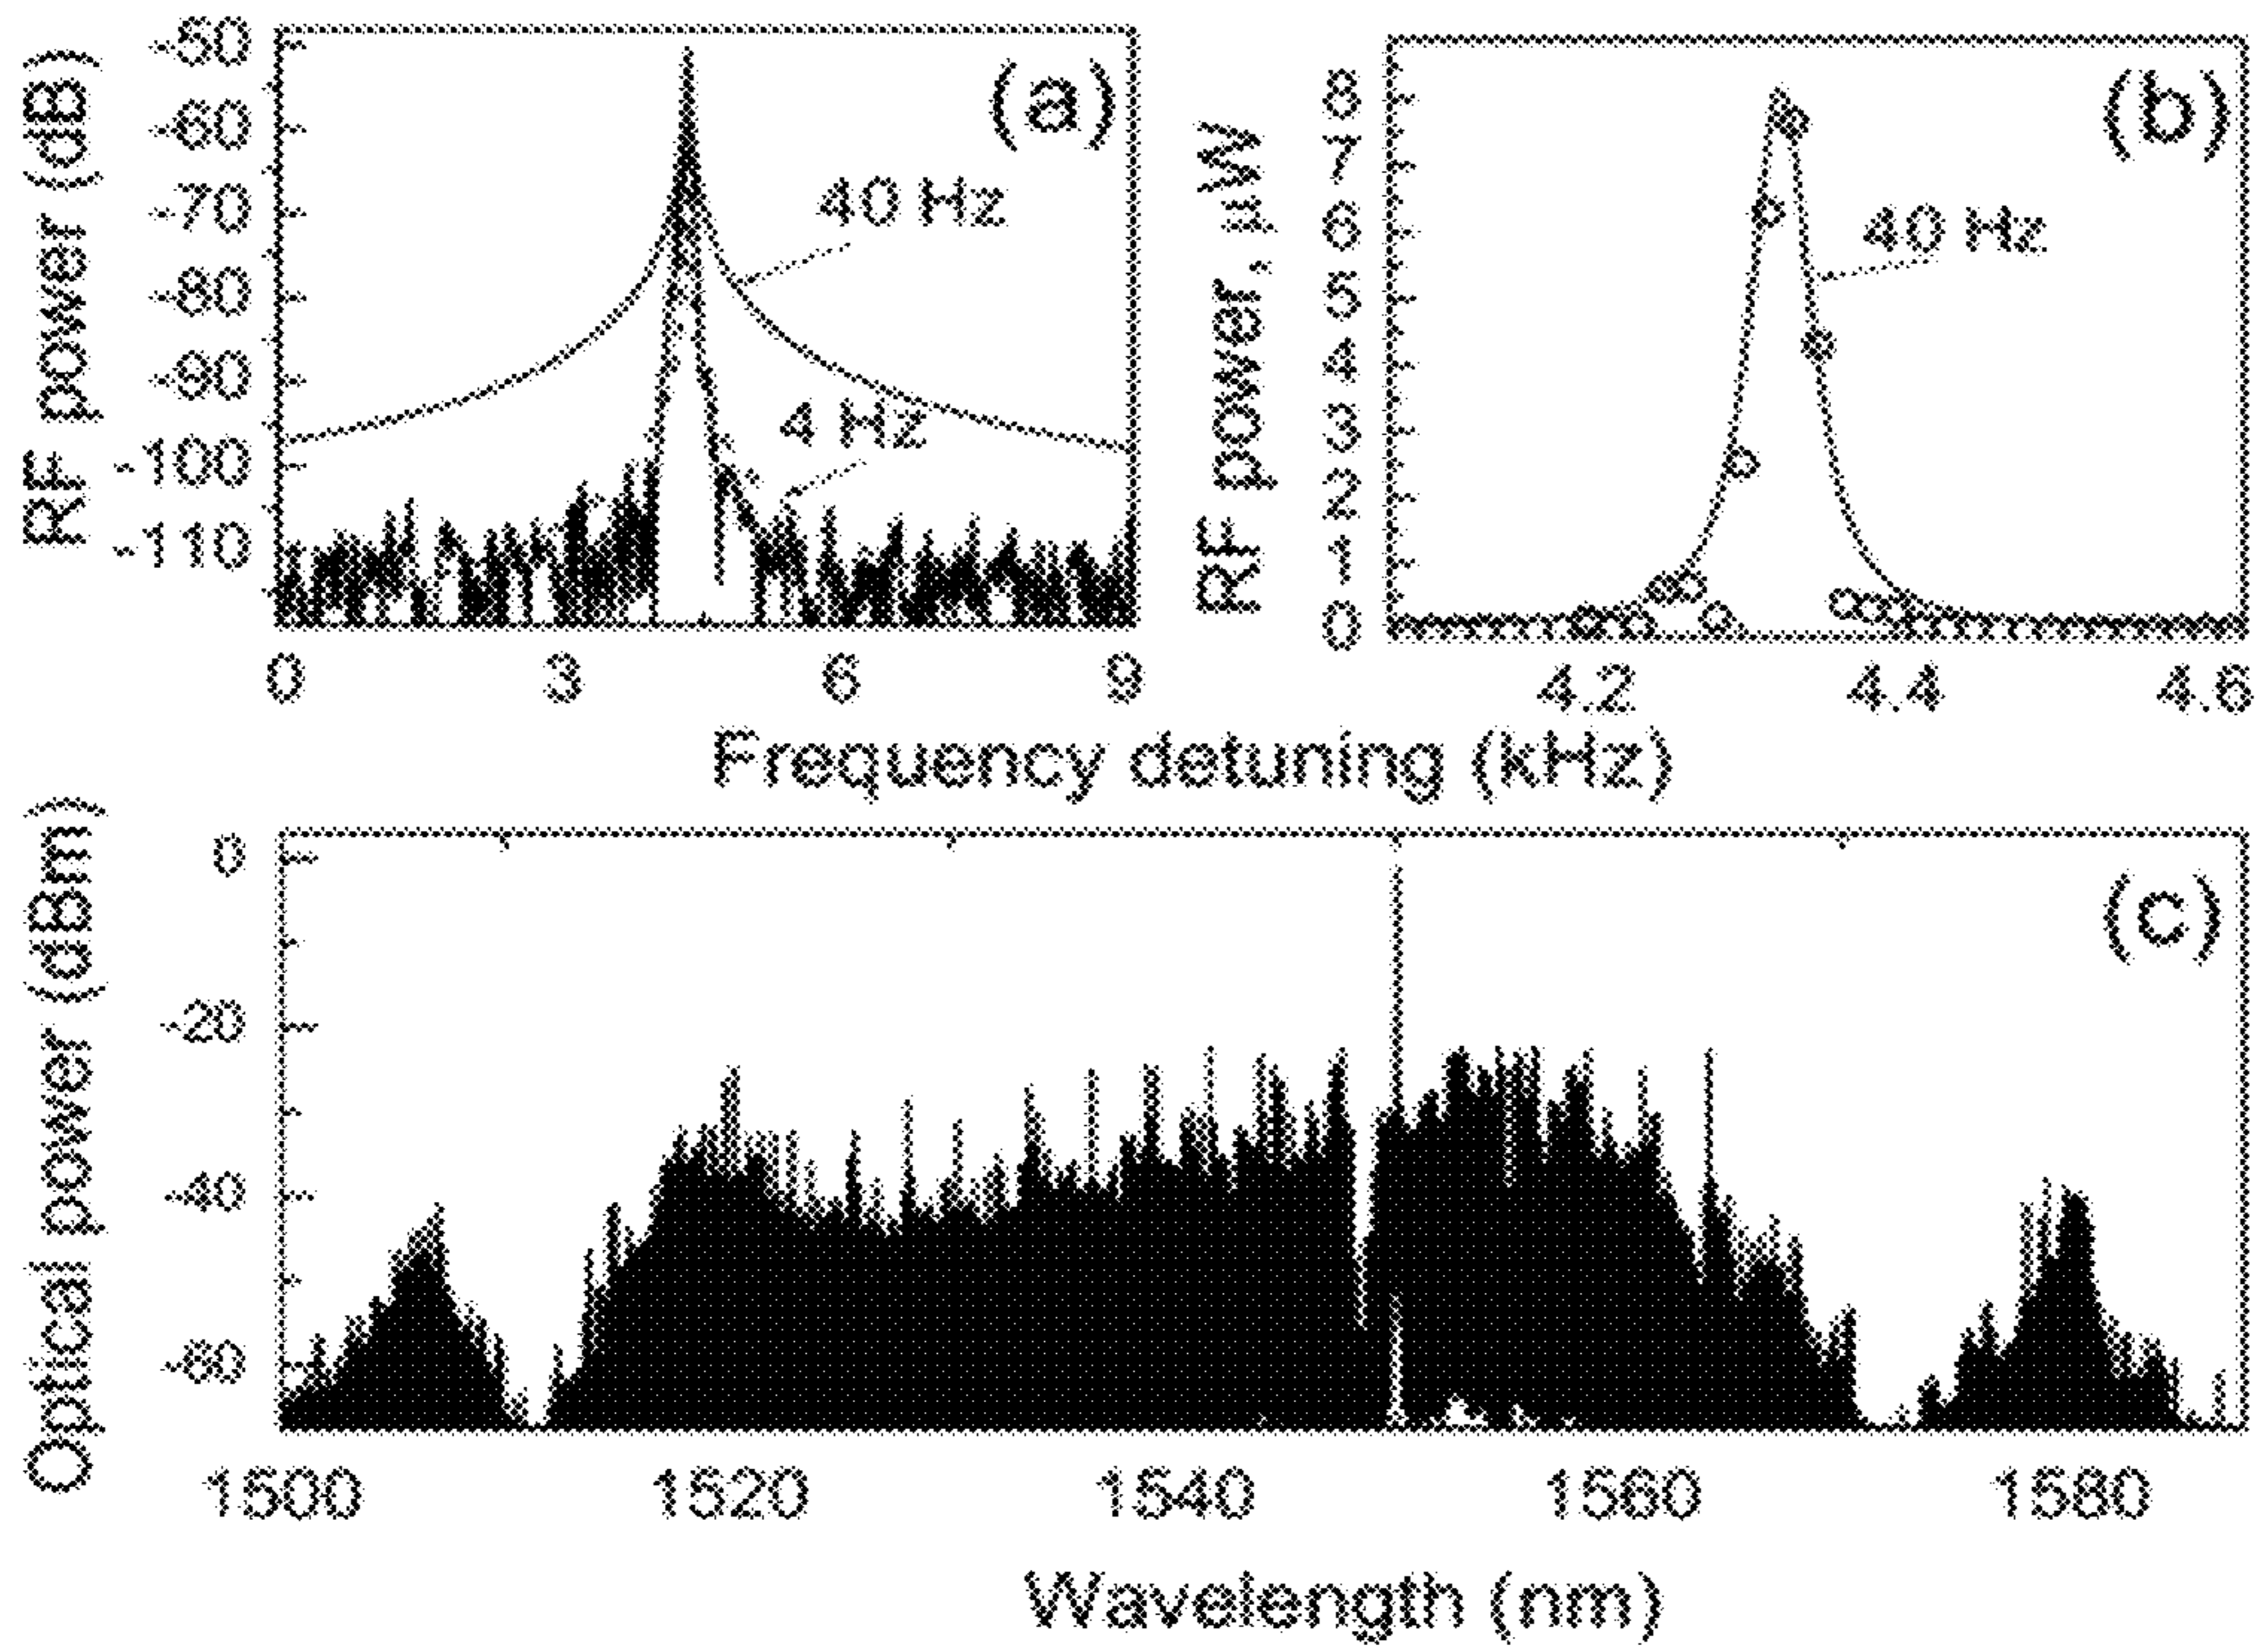 RF power (dB)
-50
-60
-70
-80
-90
-100
-110
(a)
40 Hz
4 Hz
0 3 6 9
RF power, µW
8
7
6
5
4
3
2
1
0
(b)
40 Hz
4.2 4.4 4.6
Frequency detuning (kHz)
Optical power (dBm)
0
-20
-40
-60
(c)
1500 1520 1540 1560 1580
Wavelength (nm)